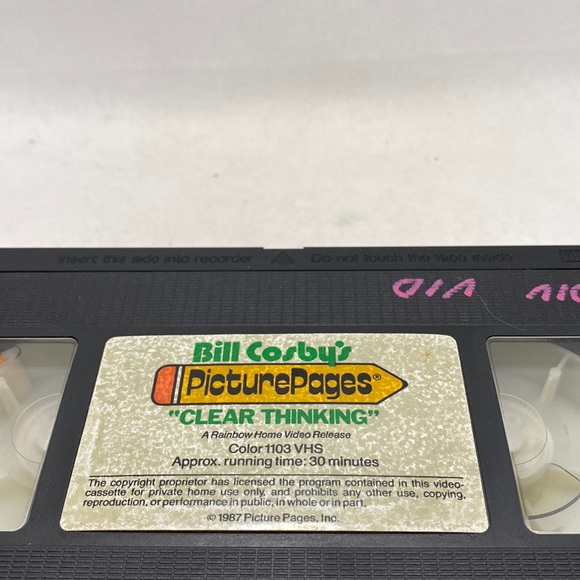 Insert this side into recorder Do not touch the tape inside
VID
Bill Cosby's
PicturePages®
"CLEAR THINKING"
A Rainbow Home Video Release
Color 1103 VHS
Approx. running time: 30 minutes
The copyright proprietor has licensed the program contained in this video-
cassette for private home use only, and prohibits any other use, copying,
reproduction, or performance in public, in whole or in part.
© 1987 Picture Pages, Inc.